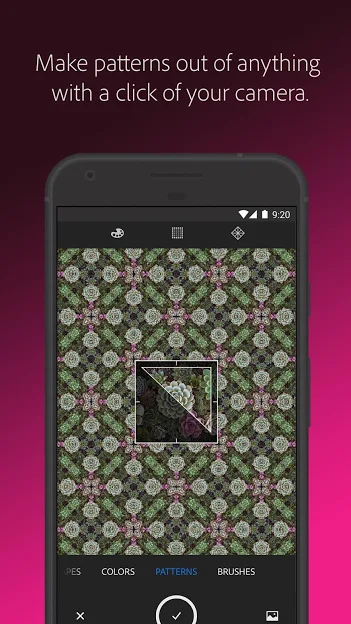 Make patterns out of anything
with a click of your camera.
9:20
PES COLORS PATTERNS BRUSHES